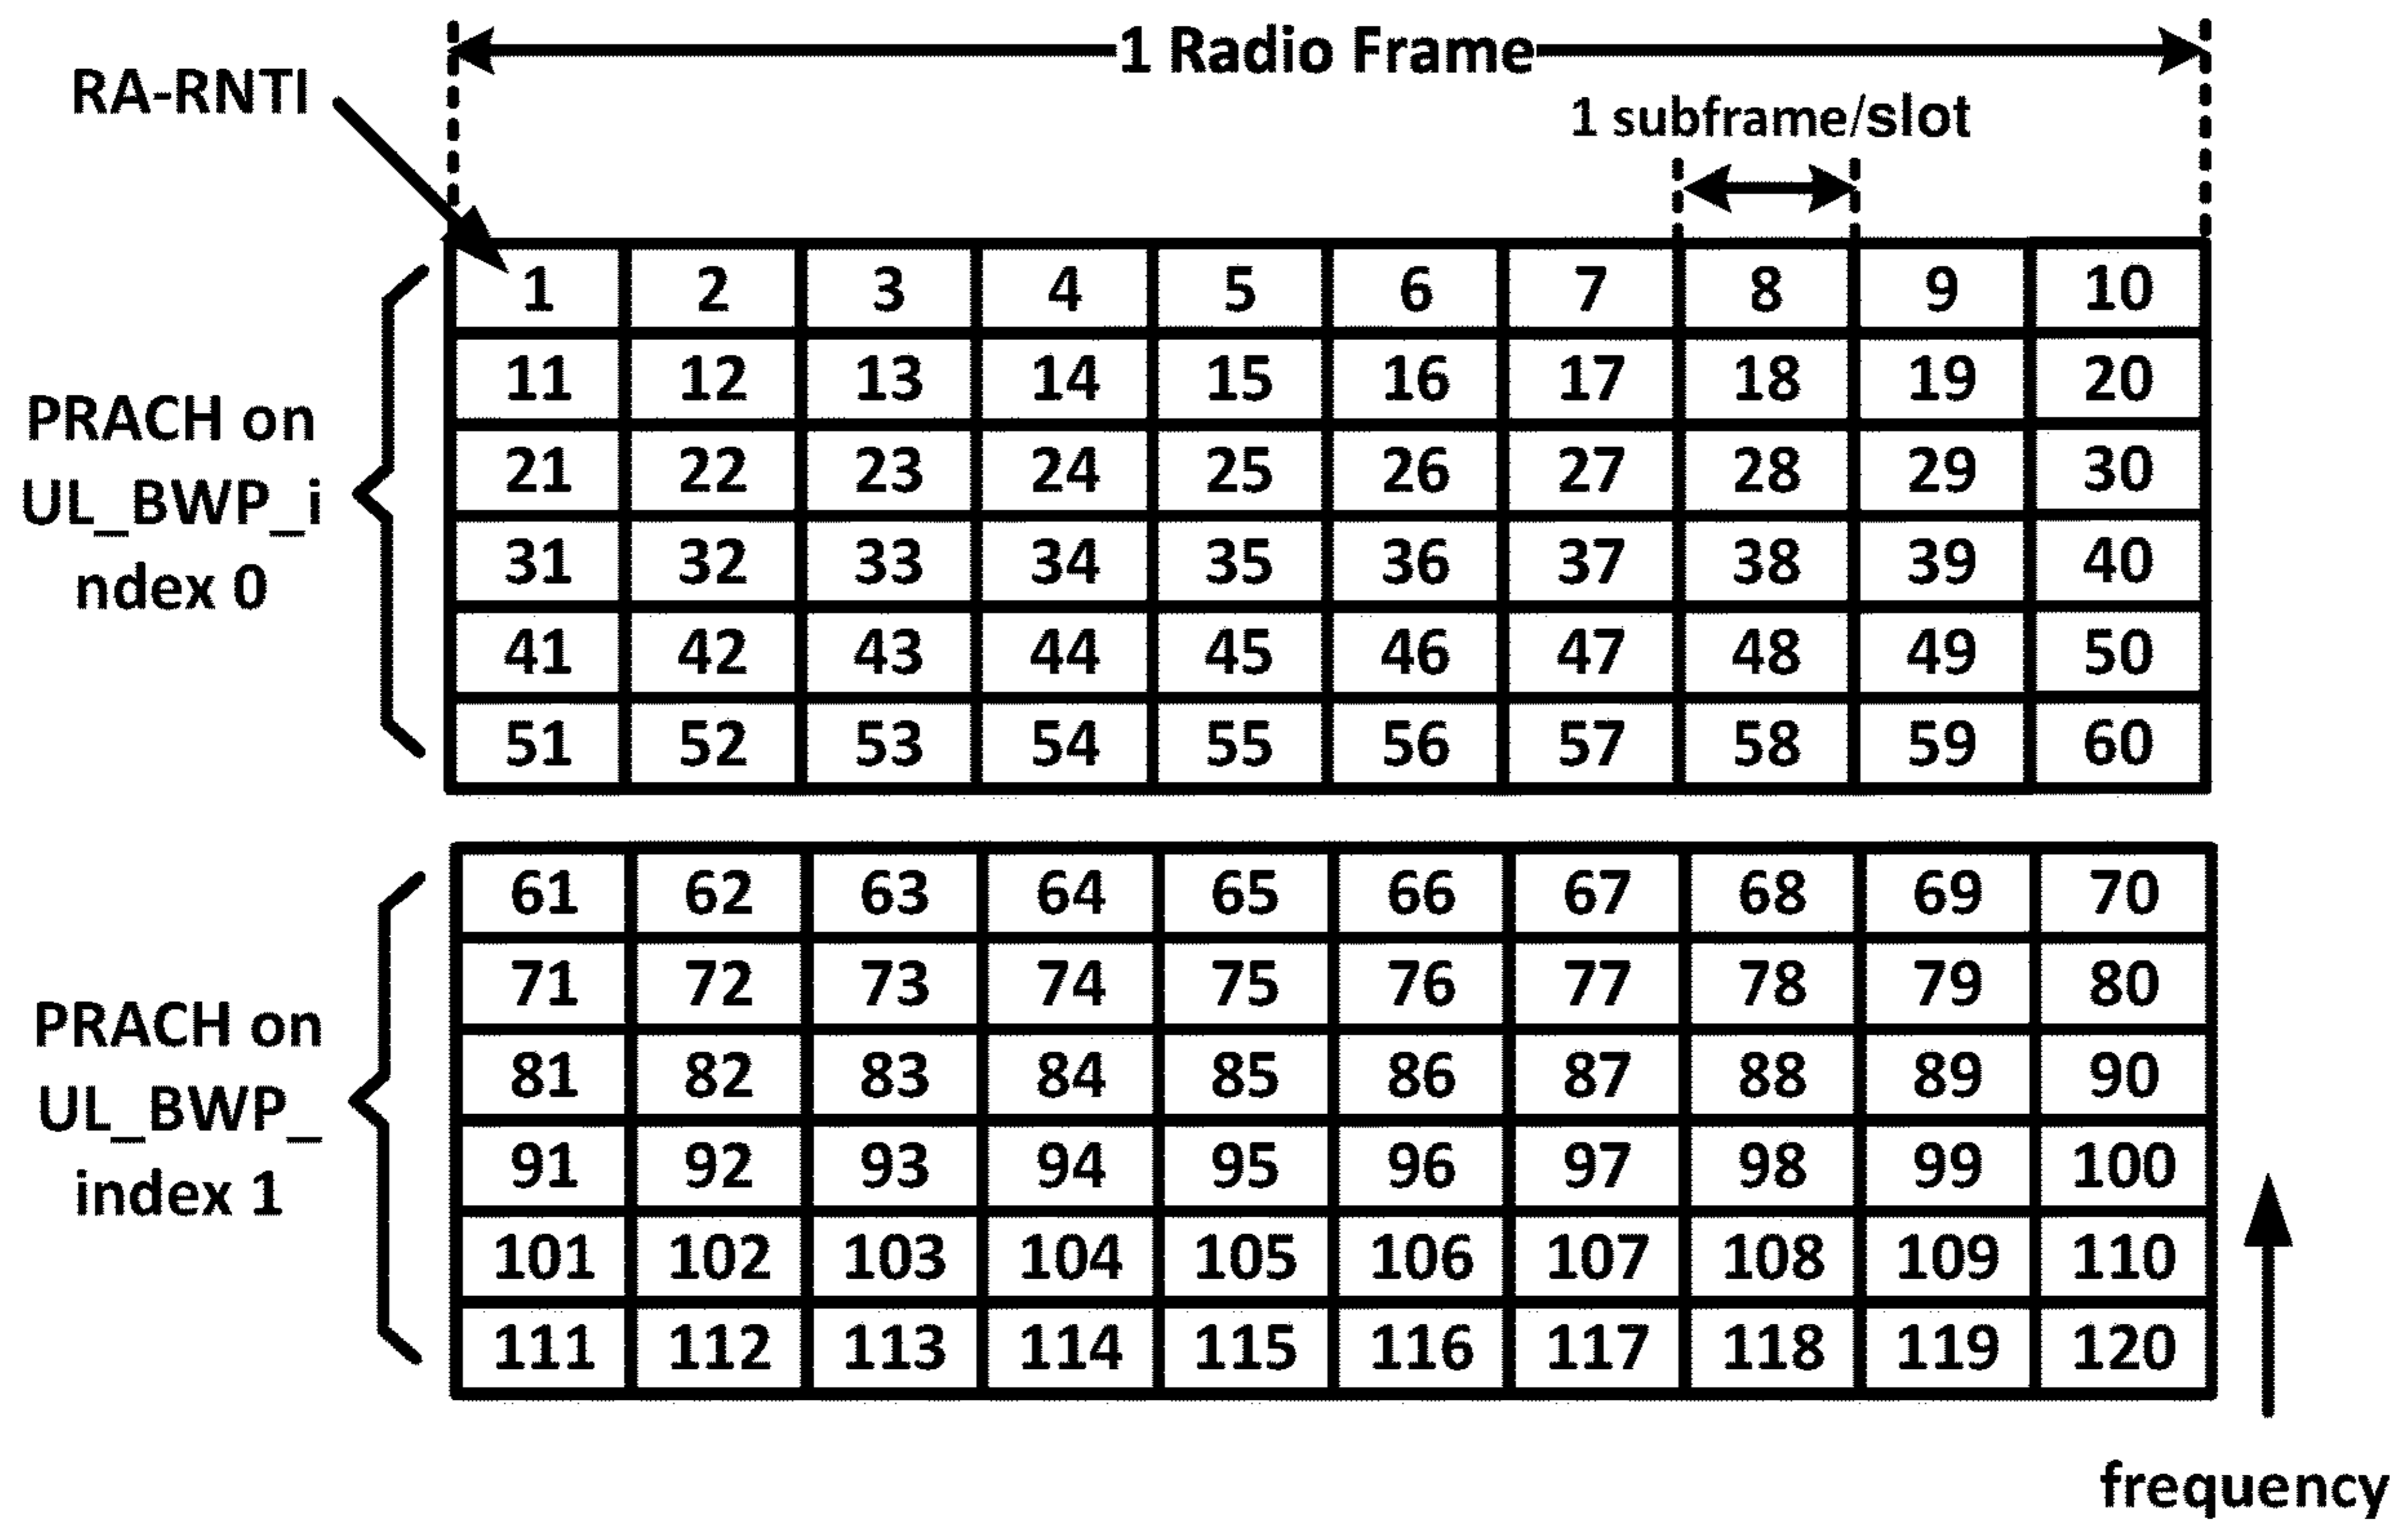 1 Radio Frame
RA-RNTI
1 subframe/slot
1 2 3 4 5 6 7 8 9 10
11 12 13 14 15 16 17 18 19 20
21 22 23 24 25 26 27 28 29 30
31 32 33 34 35 36 37 38 39 40
41 42 43 44 45 46 47 48 49 50
51 52 53 54 55 56 57 58 59 60
PRACH on
UL_BWP_i
ndex 0
61 62 63 64 65 66 67 68 69 70
71 72 73 74 75 76 77 78 79 80
81 82 83 84 85 86 87 88 89 90
91 92 93 94 95 96 97 98 99 100
101 102 103 104 105 106 107 108 109 110
111 112 113 114 115 116 117 118 119 120
PRACH on
UL_BWP_
index 1
frequency